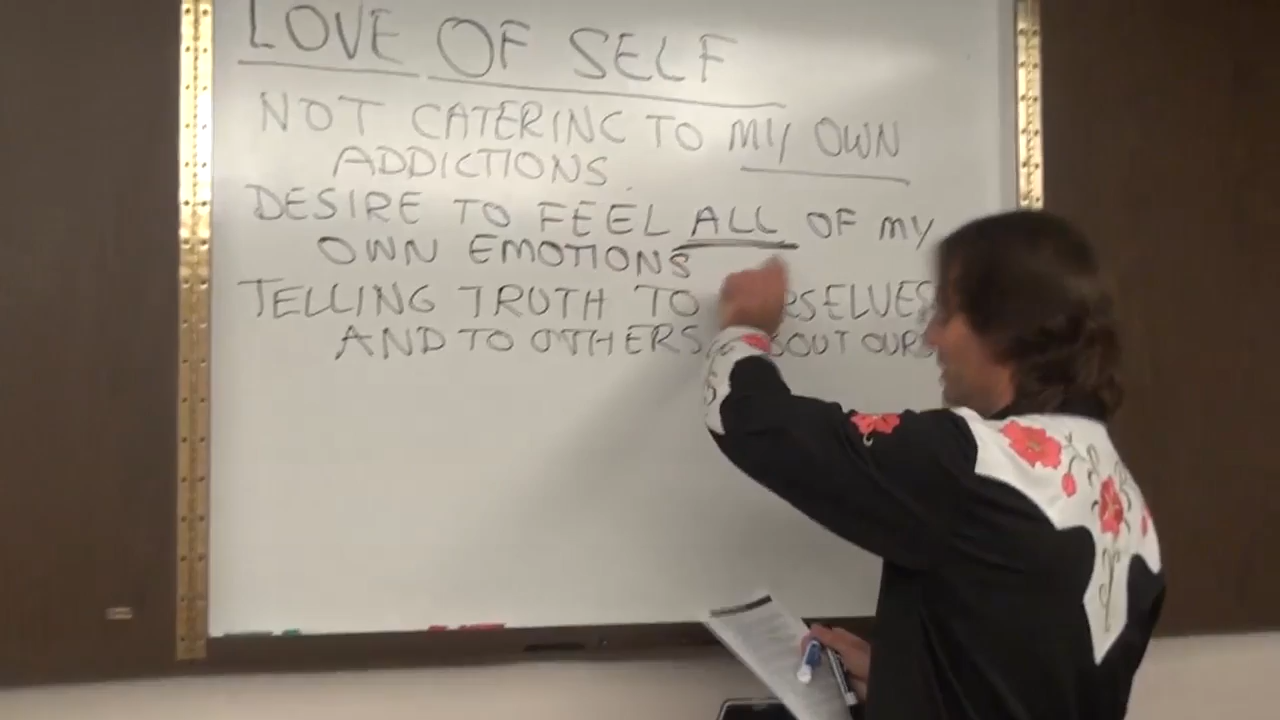 LOVE OF SELF
NOT CATERING TO MY OWN
ADDICTIONS.
DESIRE TO FEEL ALL OF MY
OWN EMOTIONS
TELLING TRUTH TO
AND TO OTHERS